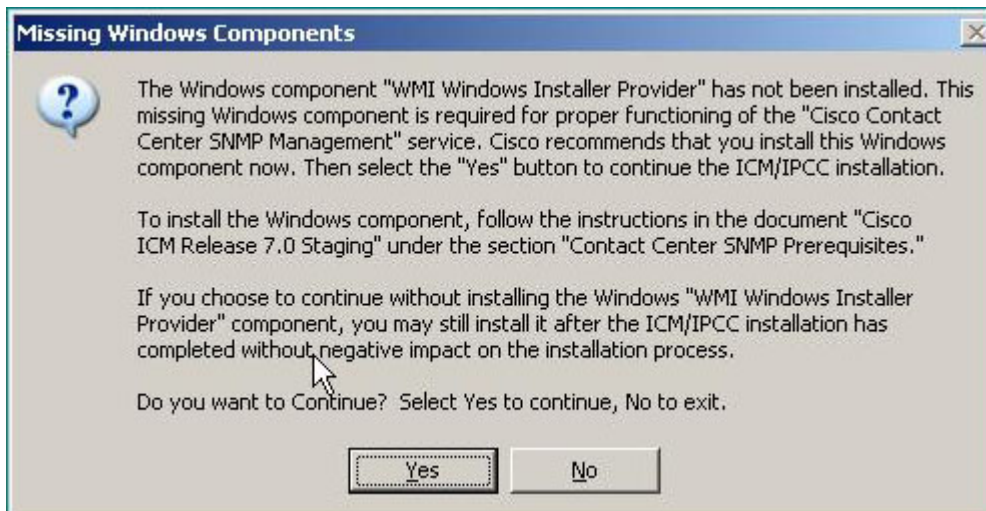 Missing Windows Components
The Windows component "WMI Windows Installer Provider" has not been installed. This
missing Windows component is required for proper functioning of the "Cisco Contact
Center SNMP Management" service. Cisco recommends that you install this Windows
component now. Then select the "Yes" button to continue the ICM/IPCC installation.
To install the Windows component, follow the instructions in the document "Cisco
ICM Release 7.0 Staging" under the section "Contact Center SNMP Prerequisites."
If you choose to continue without installing the Windows "WMI Windows Installer
Provider" component, you may still install it after the ICM/IPCC installation has
completed without negative impact on the installation process.
Do you want to Continue? Select Yes to continue, No to exit.
Yes
No